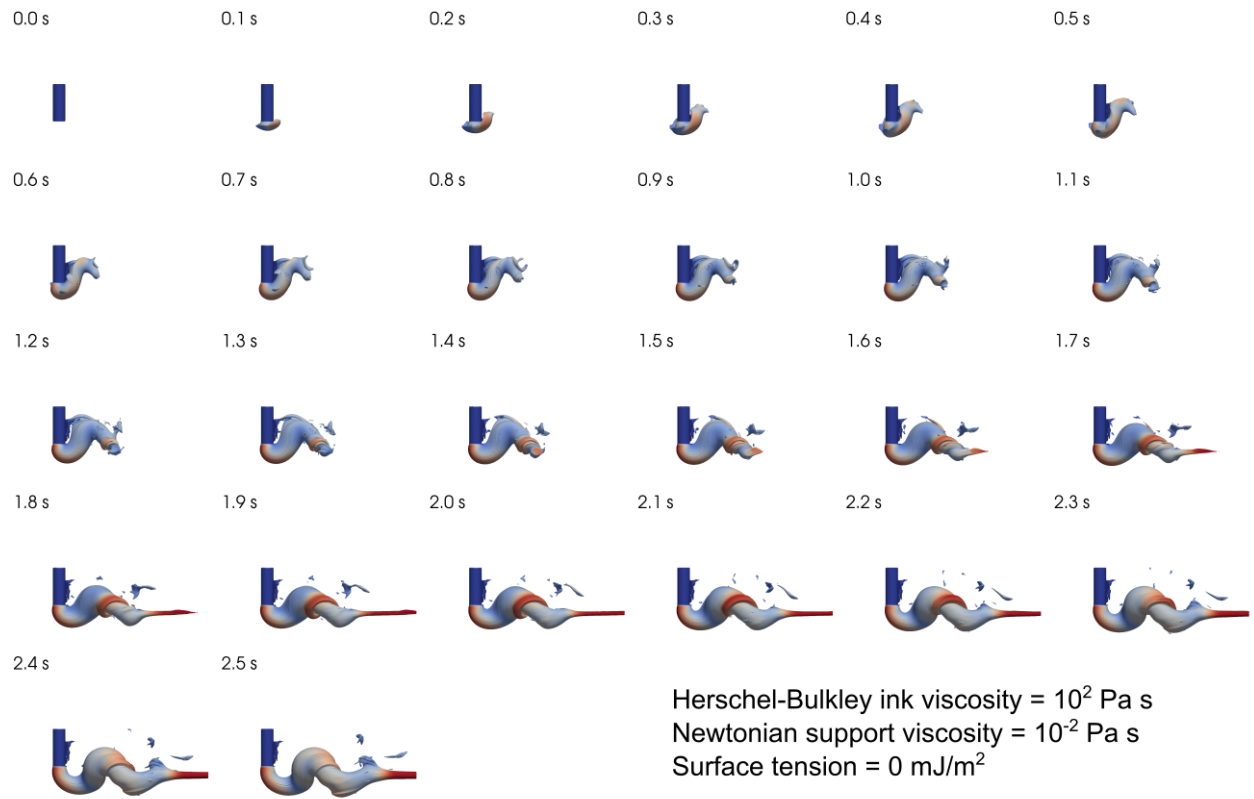 0.0 s
0.1 s
0.2 s
0.3 s
0.4 s
0.5 s
0.6 s
0.7 s
0.8 s
0.9 s
1.0 s
1.1 s
1.2 s
1.3 s
1.4 s
1.5 s
1.6 s
1.7 s
1.8 s
1.9 s
2.0 s
2.1 s
2.2 s
2.3 s
2.4 s
2.5 s
Herschel-Bulkley ink viscosity = 10² Pa s
Newtonian support viscosity = 10⁻² Pa s
Surface tension = 0 mJ/m²